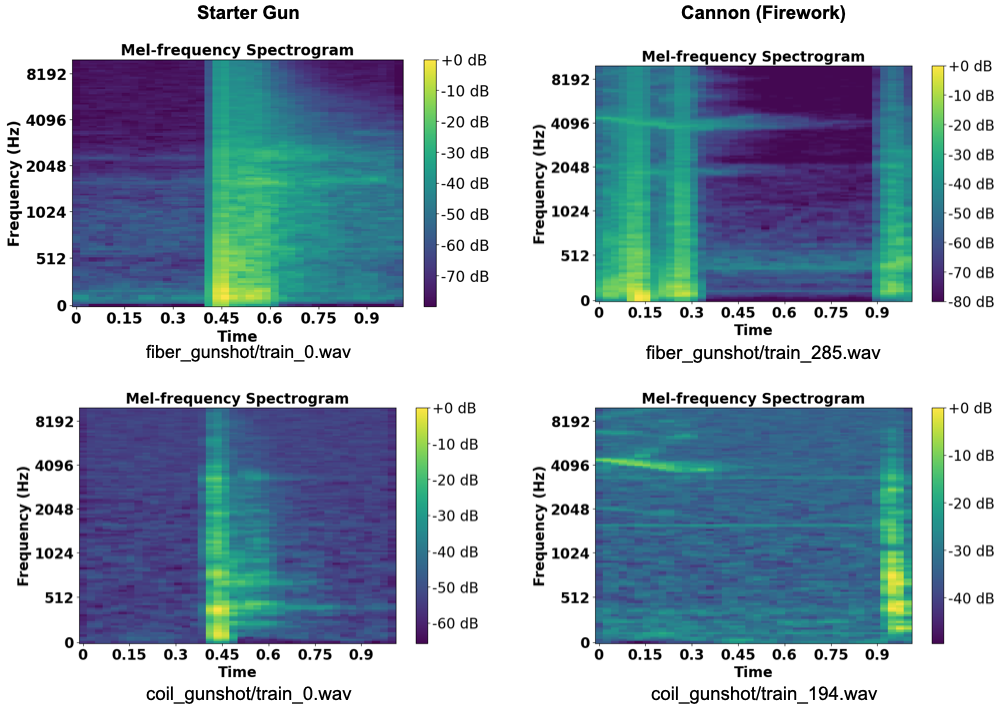 Starter Gun
Cannon (Firework)
Mel-frequency Spectrogram
Frequency (Hz)
8192
4096
2048
1024
512
0
0 0.15 0.3 0.45 0.6 0.75 0.9
Time
+0 dB
-10 dB
-20 dB
-30 dB
-40 dB
-50 dB
-60 dB
-70 dB
fiber_gunshot/train_0.wav
Mel-frequency Spectrogram
Frequency (Hz)
8192
4096
2048
1024
512
0
0 0.15 0.3 0.45 0.6 0.75 0.9
Time
+0 dB
-10 dB
-20 dB
-30 dB
-40 dB
-50 dB
-60 dB
-70 dB
-80 dB
fiber_gunshot/train_285.wav
Mel-frequency Spectrogram
Frequency (Hz)
8192
4096
2048
1024
512
0
0 0.15 0.3 0.45 0.6 0.75 0.9
Time
+0 dB
-10 dB
-20 dB
-30 dB
-40 dB
-50 dB
-60 dB
coil_gunshot/train_0.wav
Mel-frequency Spectrogram
Frequency (Hz)
8192
4096
2048
1024
512
0
0 0.15 0.3 0.45 0.6 0.75 0.9
Time
+0 dB
-10 dB
-20 dB
-30 dB
-40 dB
coil_gunshot/train_194.wav